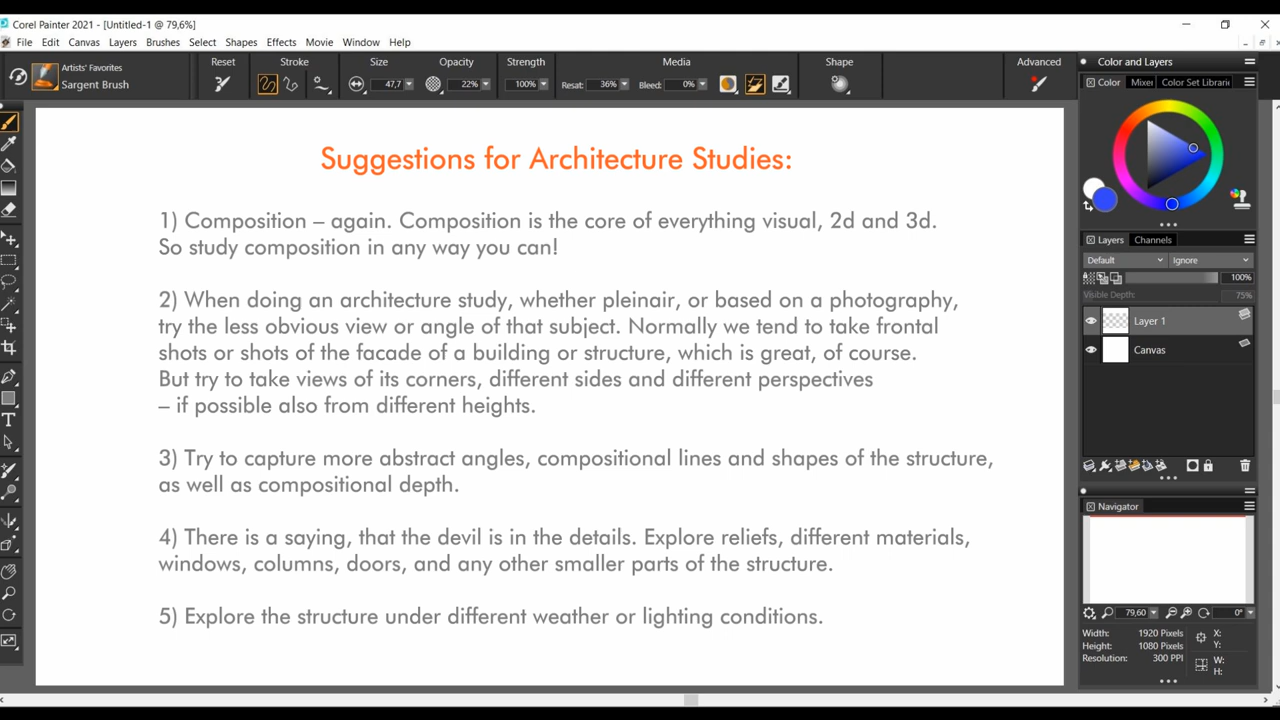 Corel Painter 2021 - [Untitled-1 @ 79,6%]
File Edit Canvas Layers Brushes Select Shapes Effects Movie Window Help
Artists' Favorites
Sargent Brush
Reset Stroke Size Opacity Strength Media Shape Advanced
47,7 22% 100% Resat: 36% Bleed: 0%
Suggestions for Architecture Studies:
1) Composition – again. Composition is the core of everything visual, 2d and 3d.
So study composition in any way you can!
2) When doing an architecture study, whether pleinair, or based on a photography,
try the less obvious view or angle of that subject. Normally we tend to take frontal
shots or shots of the facade of a building or structure, which is great, of course.
But try to take views of its corners, different sides and different perspectives
– if possible also from different heights.
3) Try to capture more abstract angles, compositional lines and shapes of the structure,
as well as compositional depth.
4) There is a saying, that the devil is in the details. Explore reliefs, different materials,
windows, columns, doors, and any other smaller parts of the structure.
5) Explore the structure under different weather or lighting conditions.
Color and Layers
Color Mixer Color Set Librarie
Layers Channels
Default Ignore
100%
Visible Depth: 75%
Layer 1
Canvas
Navigator
79,60 0°
Width: 1920 Pixels X:
Height: 1080 Pixels Y:
Resolution: 300 PPI W:
H: